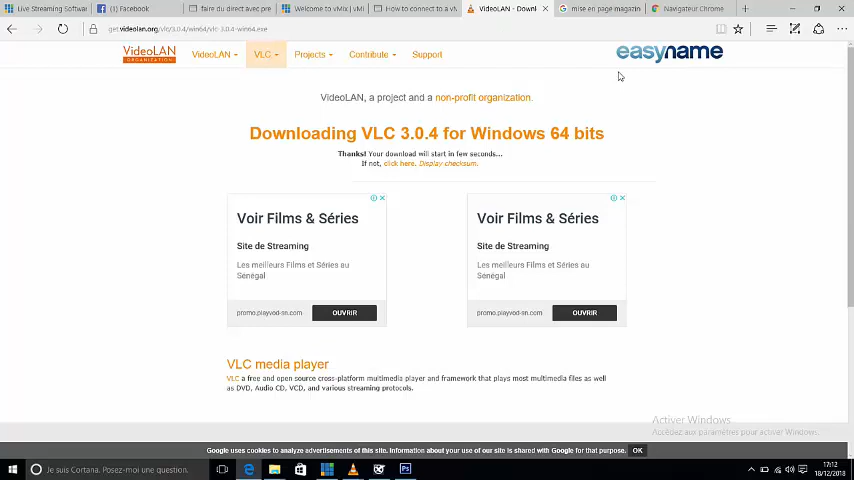 Live Streaming Softwar
(1) Facebook
faire du direct avec pre
Welcome to vMix | vMi
How to connect to a vM
VideoLAN - Downl
mise en page magazin
Navigateur Chrome
get.videolan.org/vlc/3.0.4/win64/vlc-3.0.4-win64.exe
VideoLAN
ORGANIZATION
VideoLAN
VLC
Projects
Contribute
Support
easyname
VideoLAN, a project and a non-profit organization.
Downloading VLC 3.0.4 for Windows 64 bits
Thanks! Your download will start in few seconds...
If not, click here. Display checksum.
Voir Films & Séries
Site de Streaming
Les meilleurs Films et Séries au
Sénégal
promo.playvod-sn.com
OUVRIR
Voir Films & Séries
Site de Streaming
Les meilleurs Films et Séries au
Sénégal
promo.playvod-sn.com
OUVRIR
VLC media player
VLC a free and open source cross-platform multimedia player and framework that plays most multimedia files as well
as DVD, Audio CD, VCD, and various streaming protocols.
Activer Windows
Accédez aux paramètres pour activer Windows.
Google uses cookies to analyze advertisements of this site. Information about your use of our site is shared with Google for that purpose.
OK
Je suis Cortana. Posez-moi une question.
17:12
18/12/2018